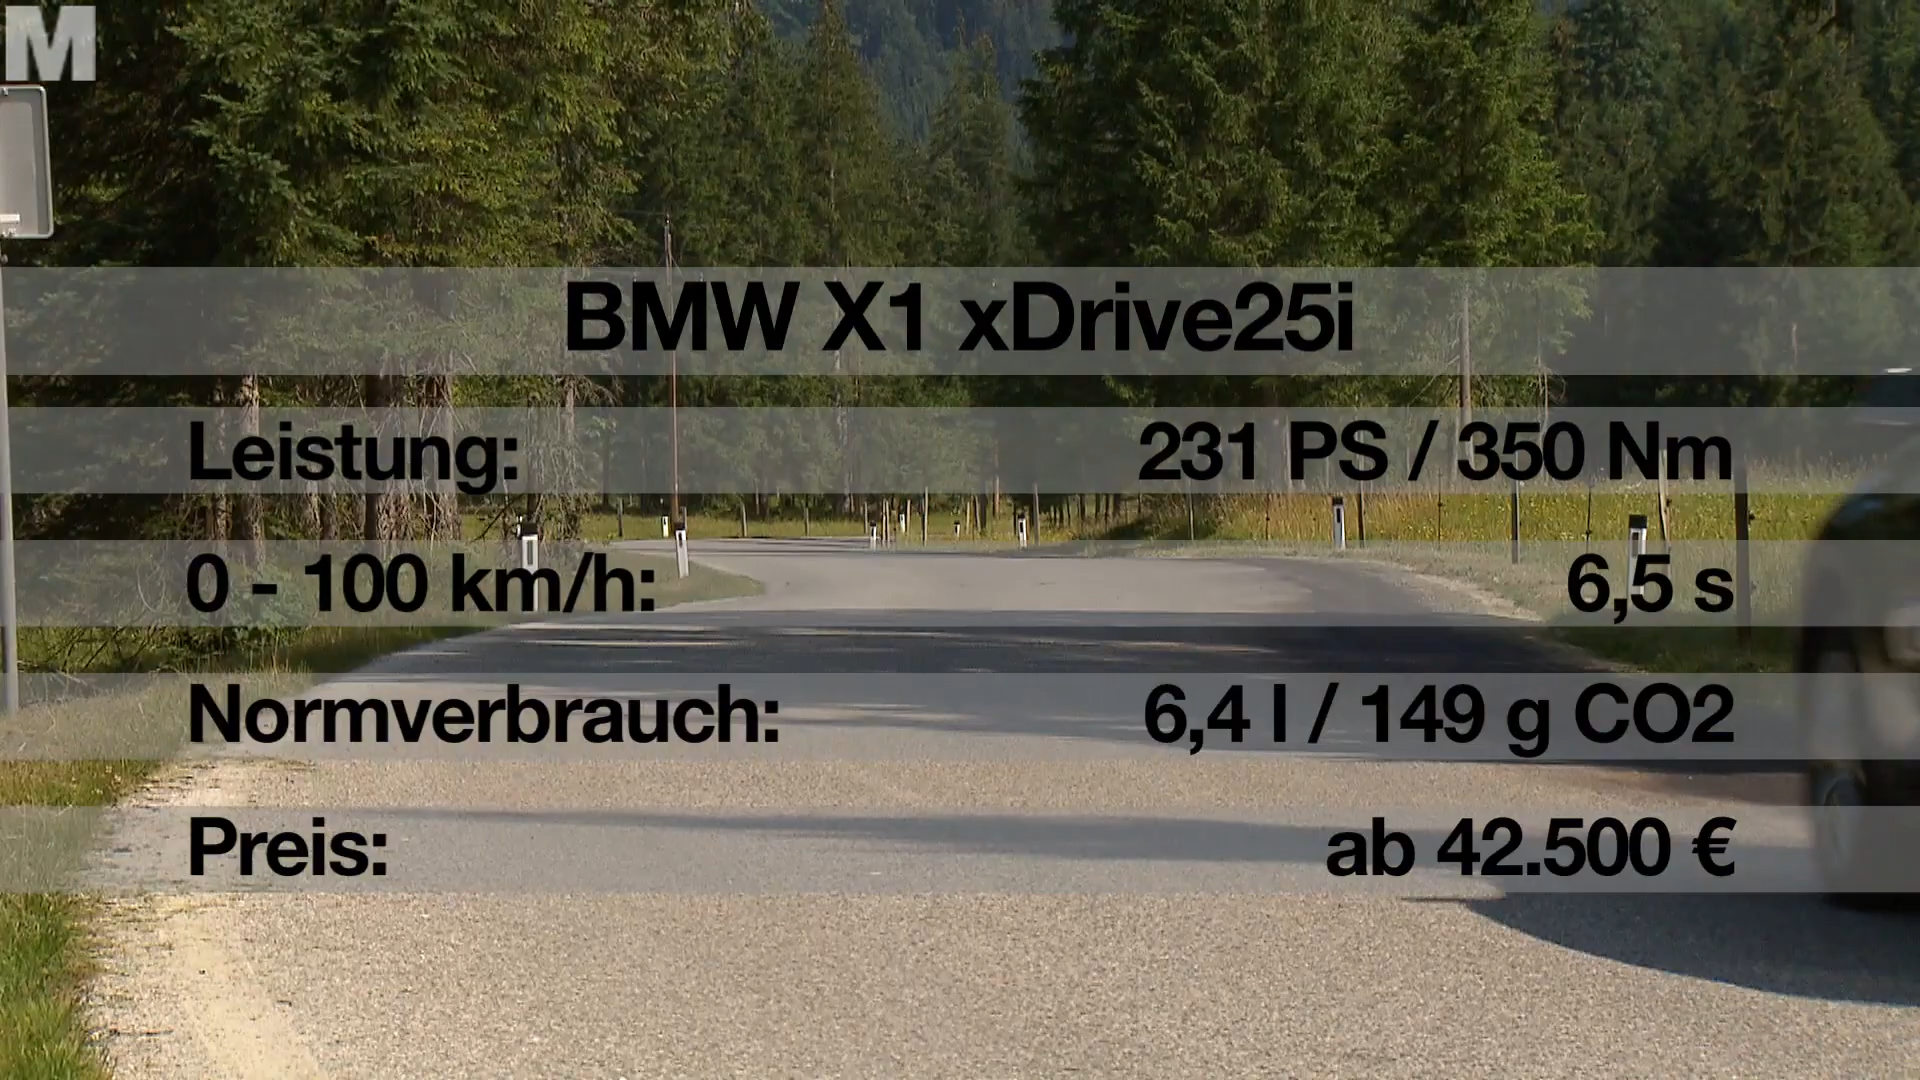 M
BMW X1 xDrive25i
Leistung: 231 PS / 350 Nm
0 - 100 km/h: 6,5 s
Normverbrauch: 6,4 l / 149 g CO2
Preis: ab 42.500 €